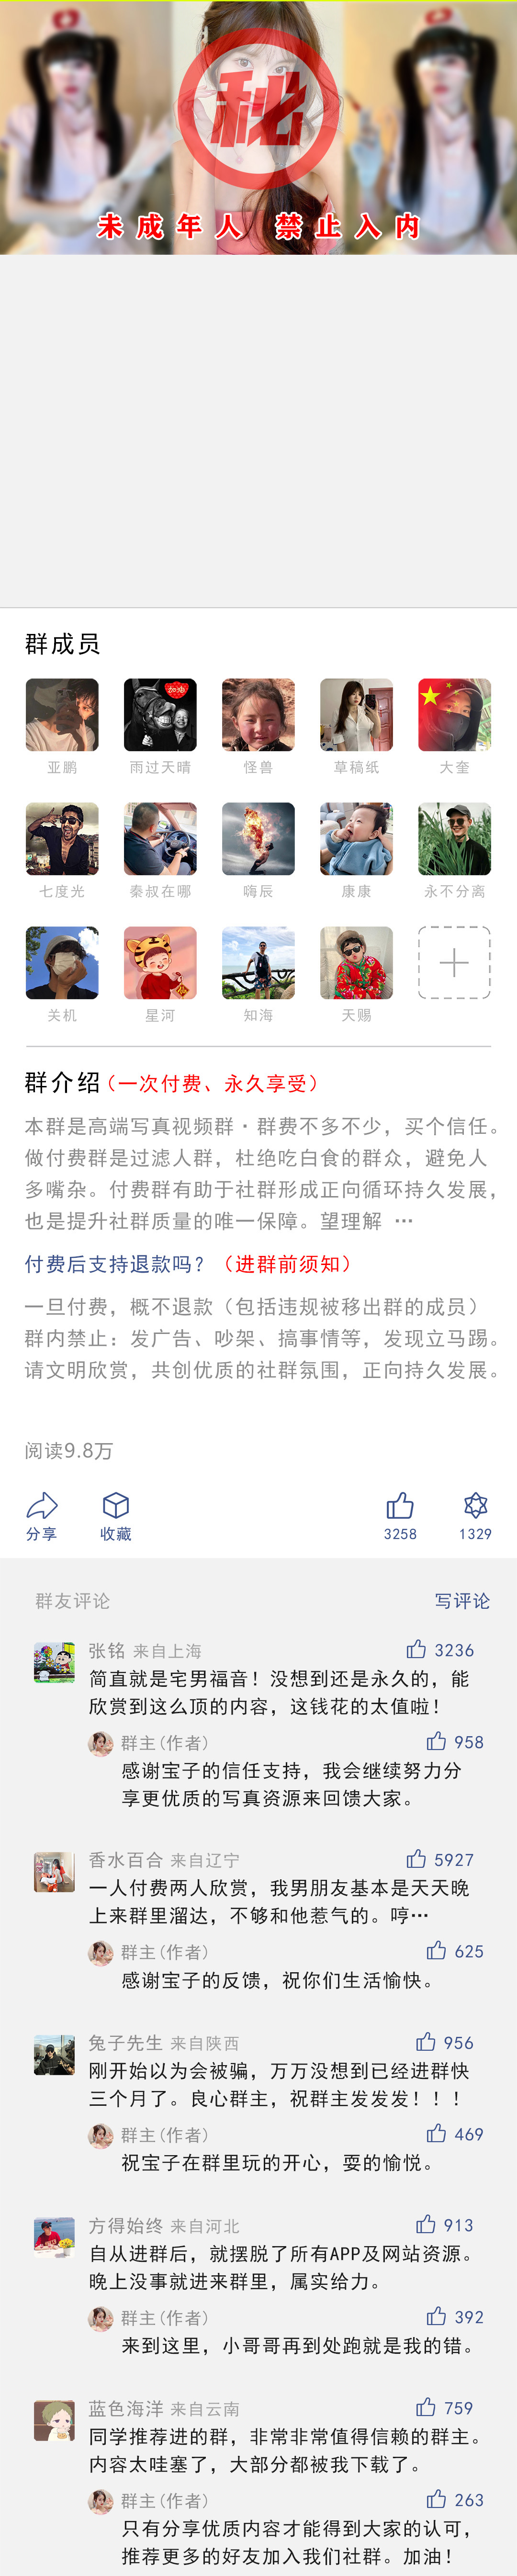 秘
未成年人 禁止入内
群成员
亚鹏 雨过天晴 怪兽 草稿纸 大奎
七度光 秦叔在哪 嗨辰 康康 永不分离
关机 星河 知海 天赐
群介绍(一次付费、永久享受)
本群是高端写真视频群·群费不多不少，买个信任。
做付费群是过滤人群，杜绝吃白食的群众，避免人
多嘴杂。付费群有助于社群形成正向循环持久发展，
也是提升社群质量的唯一保障。望理解 …
付费后支持退款吗？（进群前须知）
一旦付费，概不退款（包括违规被移出群的成员）
群内禁止：发广告、吵架、搞事情等，发现立马踢。
请文明欣赏，共创优质的社群氛围，正向持久发展。
阅读9.8万
分享 收藏 3258 1329
群友评论 写评论
张铭 来自上海 3236
简直就是宅男福音！没想到还是永久的，能
欣赏到这么顶的内容，这钱花的太值啦！
群主(作者) 958
感谢宝子的信任支持，我会继续努力分
享更优质的写真资源来回馈大家。
香水百合 来自辽宁 5927
一人付费两人欣赏，我男朋友基本是天天晚
上来群里溜达，不够和他惹气的。哼…
群主(作者) 625
感谢宝子的反馈，祝你们生活愉快。
兔子先生 来自陕西 956
刚开始以为会被骗，万万没想到已经进群快
三个月了。良心群主，祝群主发发发！！！
群主(作者) 469
祝宝子在群里玩的开心，耍的愉悦。
方得始终 来自河北 913
自从进群后，就摆脱了所有APP及网站资源。
晚上没事就进来群里，属实给力。
群主(作者) 392
来到这里，小哥哥再到处跑就是我的错。
蓝色海洋 来自云南 759
同学推荐进的群，非常非常值得信赖的群主。
内容太哇塞了，大部分都被我下载了。
群主(作者) 263
只有分享优质内容才能得到大家的认可，
推荐更多的好友加入我们社群。加油！